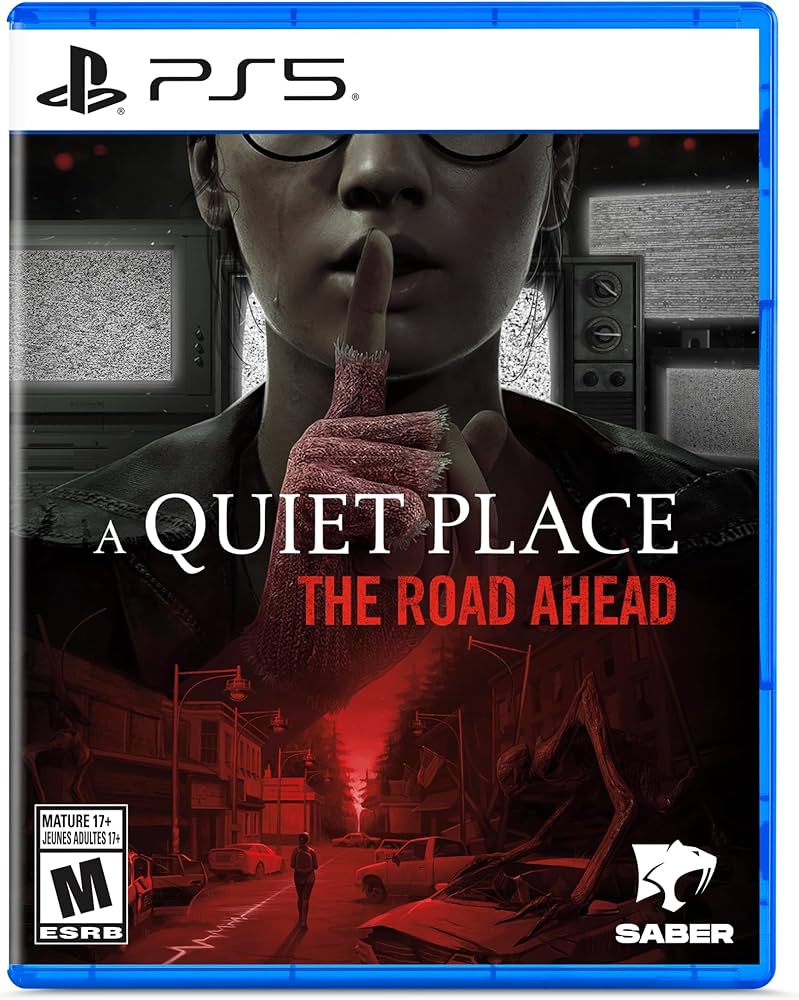 PS5®
A QUIET PLACE
THE ROAD AHEAD
MATURE 17+
JEUNES ADULTES 17+
M
ESRB
SABER